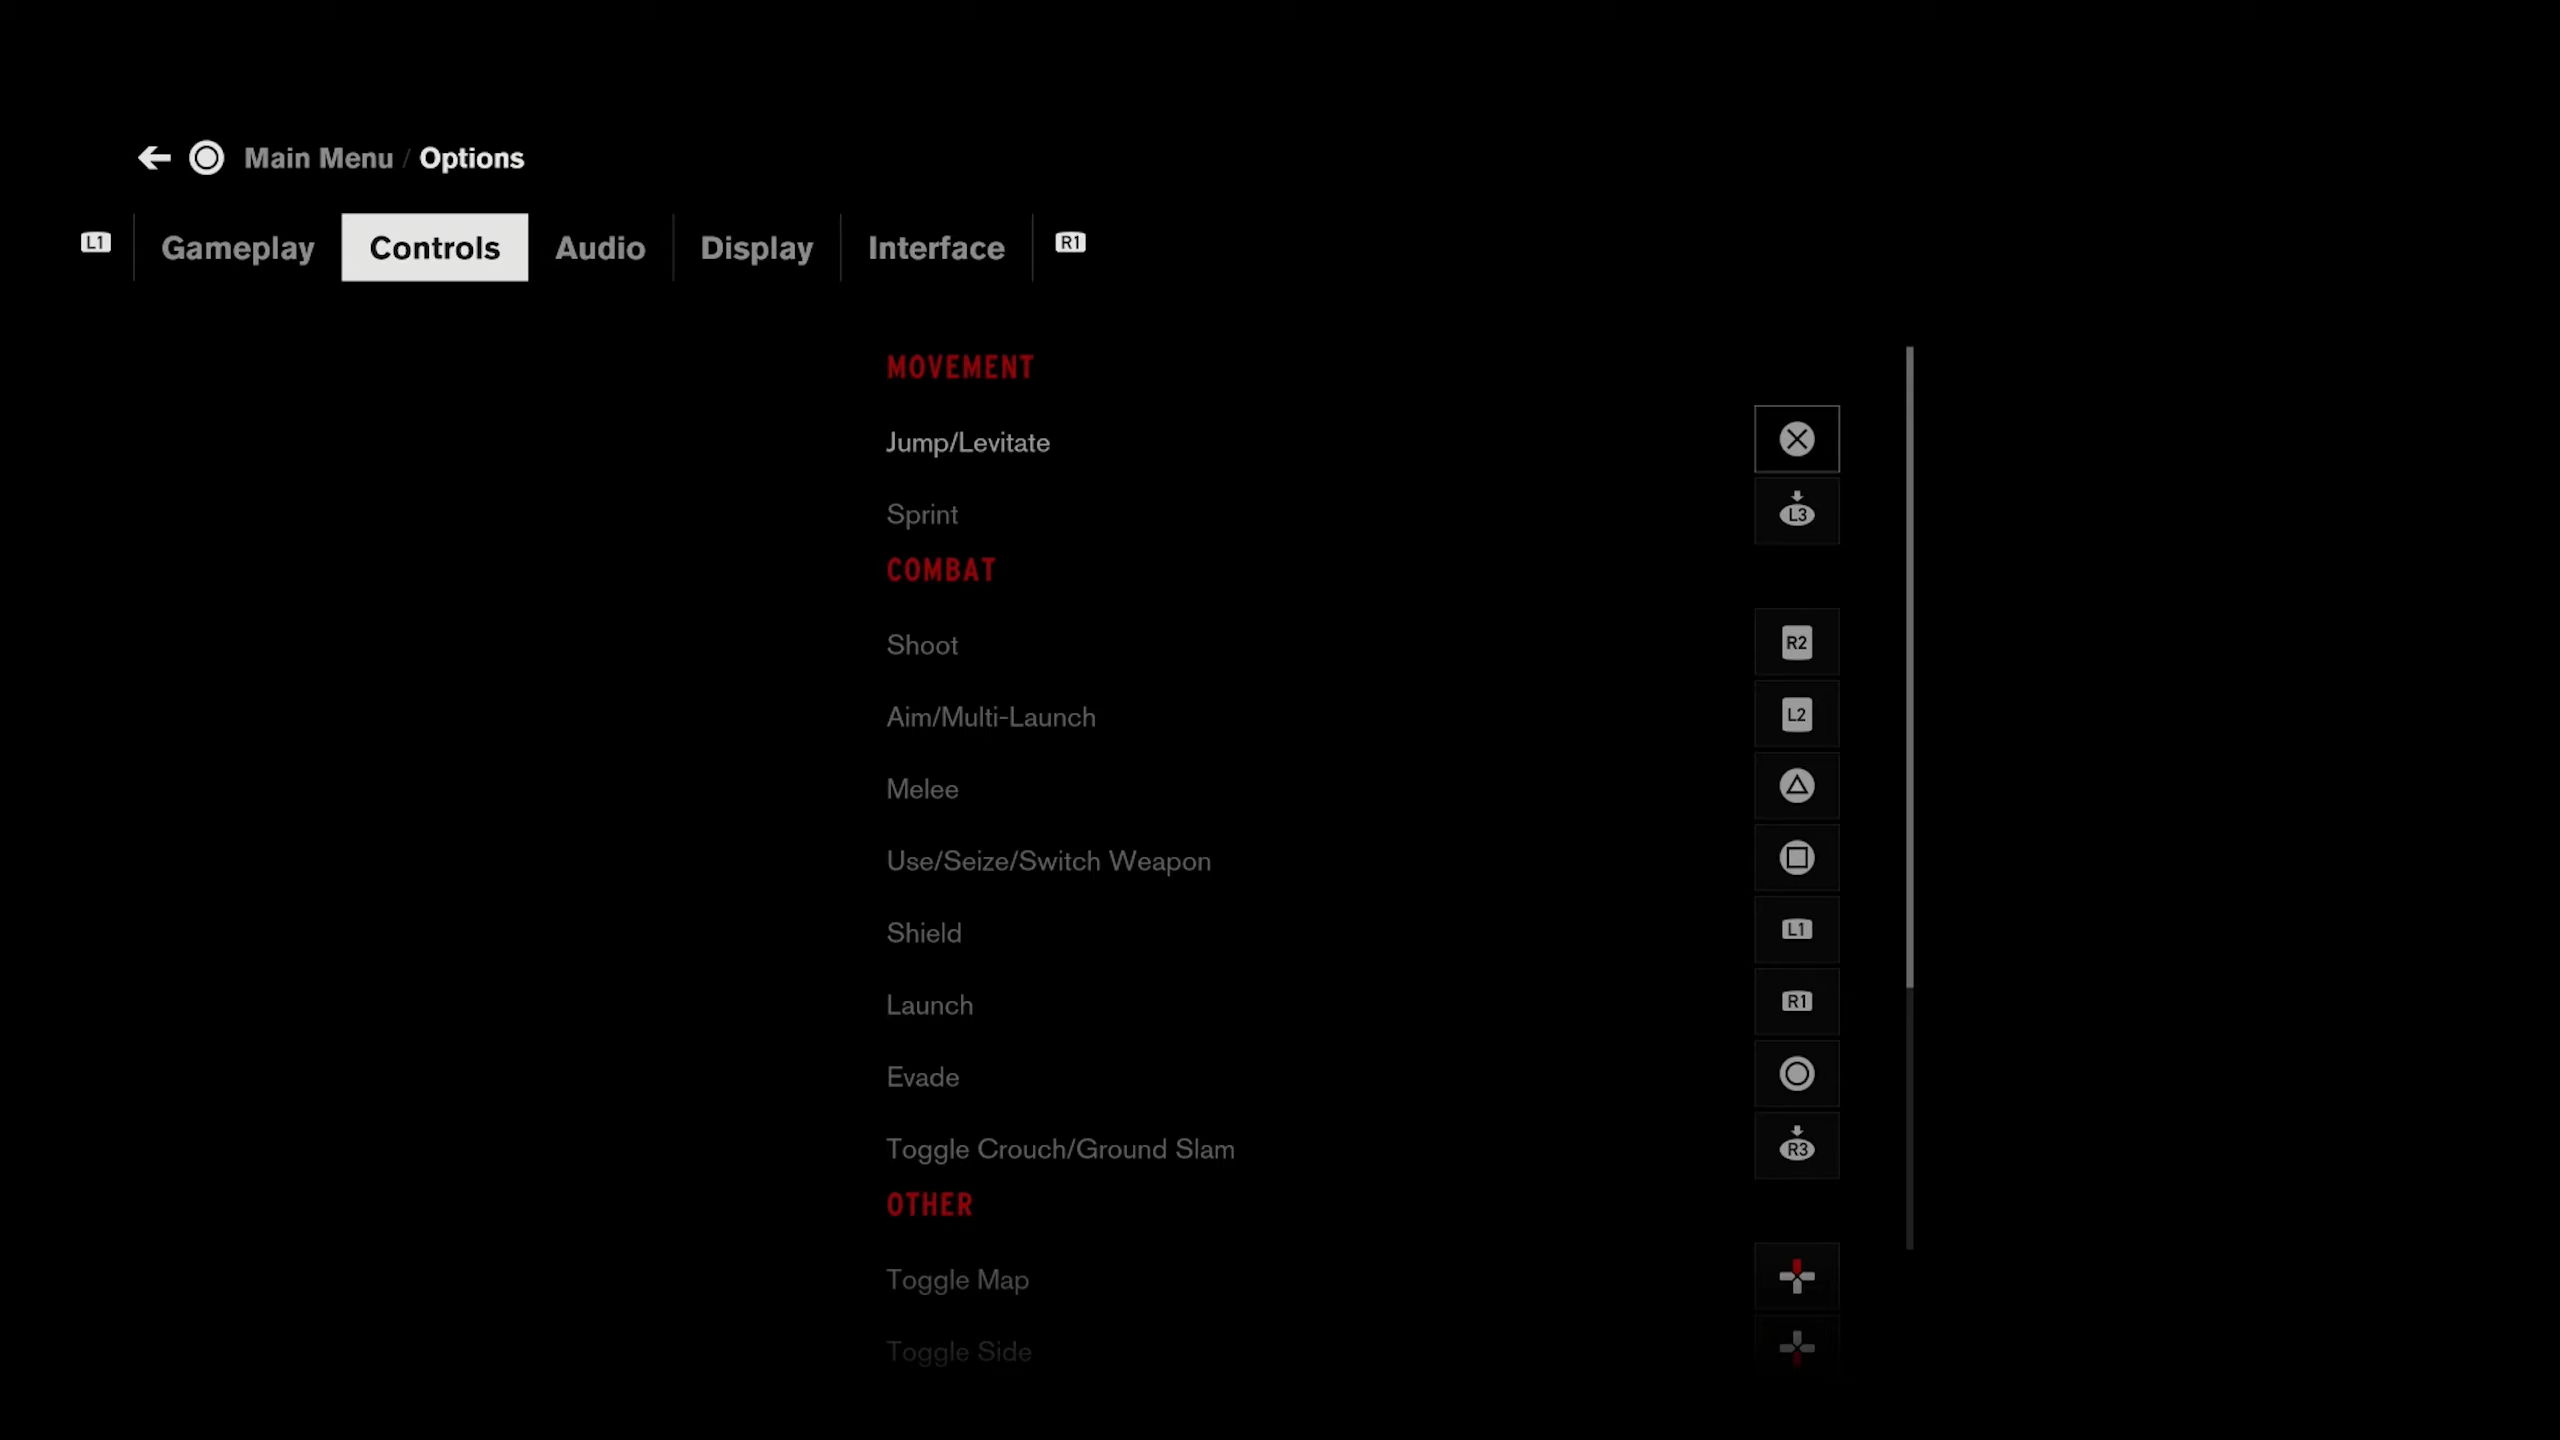 Main Menu / Options
L1 Gameplay Controls Audio Display Interface R1
MOVEMENT
Jump/Levitate
Sprint L3
COMBAT
Shoot R2
Aim/Multi-Launch L2
Melee
Use/Seize/Switch Weapon
Shield L1
Launch R1
Evade
Toggle Crouch/Ground Slam R3
OTHER
Toggle Map
Toggle Side